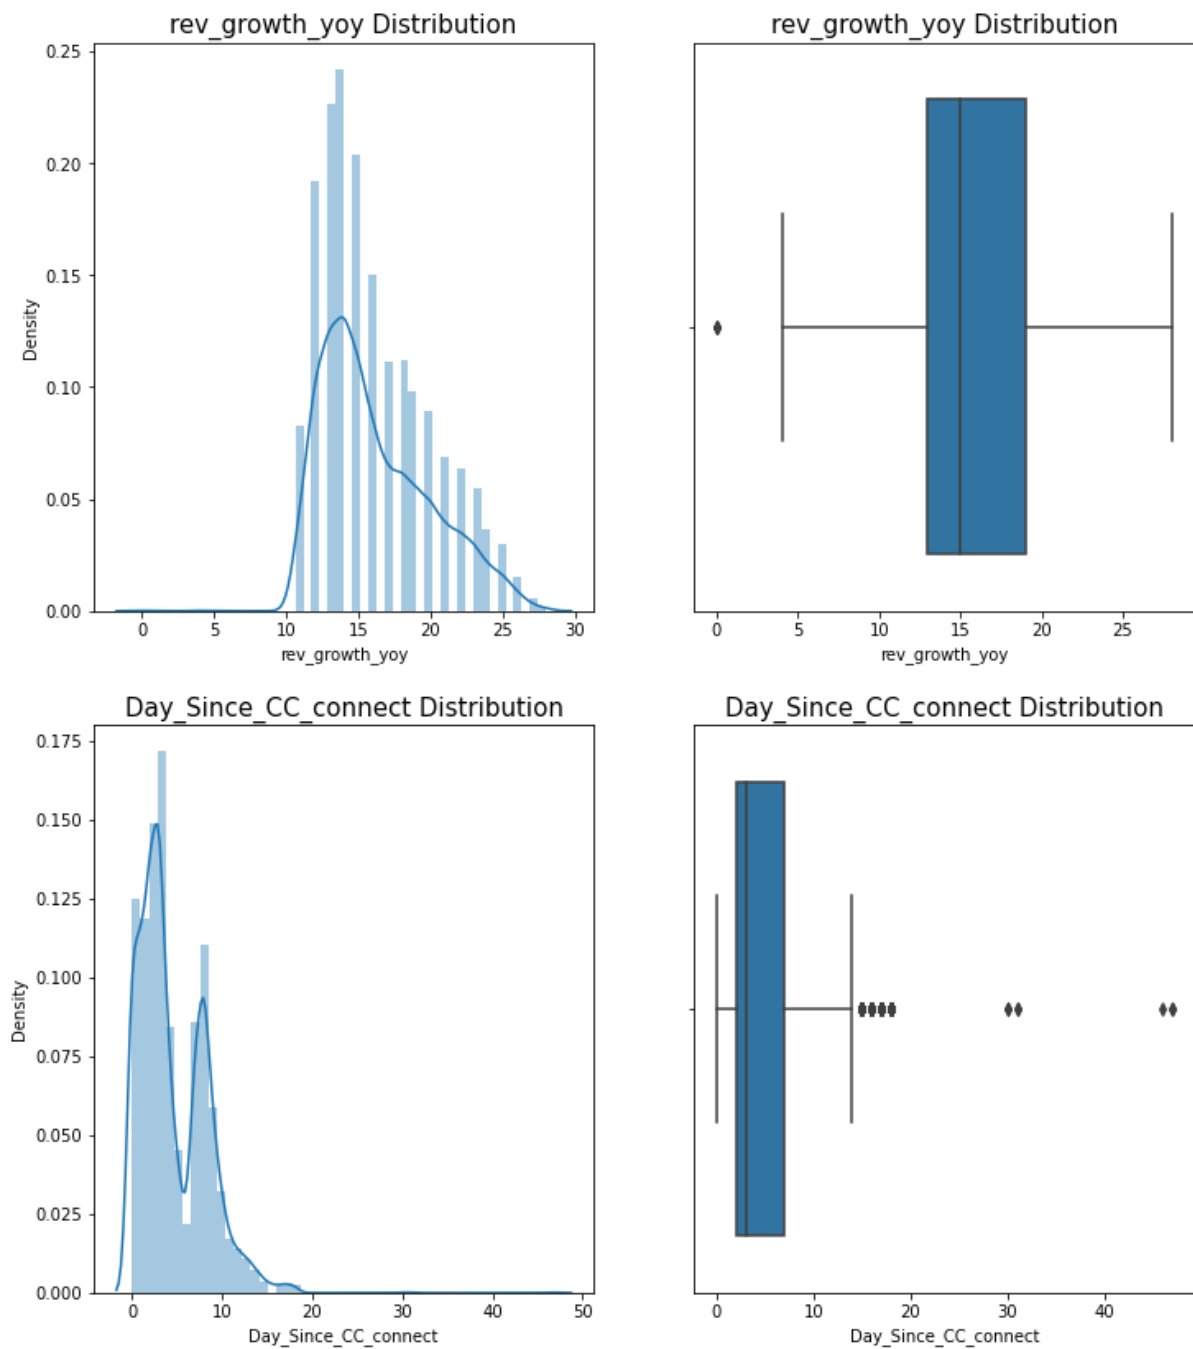 rev_growth_yoy Distribution
rev_growth_yoy Distribution
0.25
0.20
0.15
0.10
0.05
0.00
Density
0 5 10 15 20 25 30
0 5 10 15 20 25
rev_growth_yoy
rev_growth_yoy
Day_Since_CC_connect Distribution
Day_Since_CC_connect Distribution
0.175
0.150
0.125
0.100
0.075
0.050
0.025
0.000
Density
0 10 20 30 40 50
0 10 20 30 40
Day_Since_CC_connect
Day_Since_CC_connect